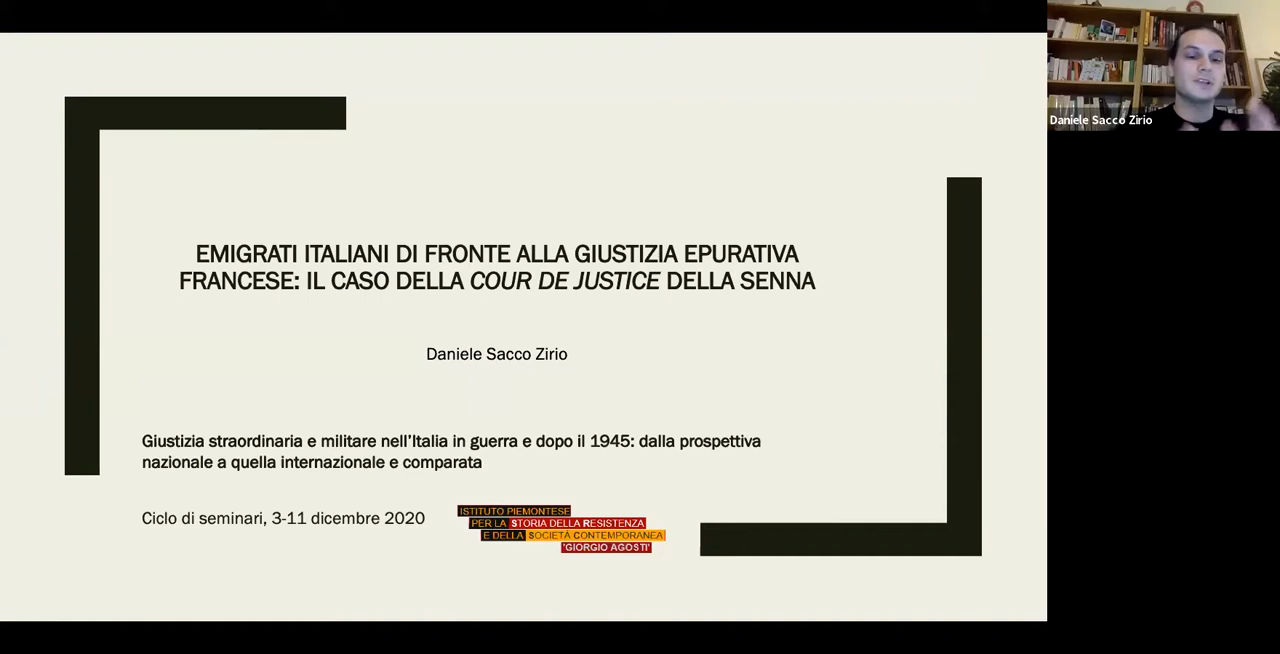 EMIGRATI ITALIANI DI FRONTE ALLA GIUSTIZIA EPURATIVA
FRANCESE: IL CASO DELLA COUR DE JUSTICE DELLA SENNA
Daniele Sacco Zirio
Giustizia straordinaria e militare nell'Italia in guerra e dopo il 1945: dalla prospettiva
nazionale a quella internazionale e comparata
Ciclo di seminari, 3-11 dicembre 2020
ISTITUTO PIEMONTESE
PER LA STORIA DELLA RESISTENZA
E DELLA SOCIETÀ CONTEMPORANEA
'GIORGIO AGOSTI'
Daniele Sacco Zirio